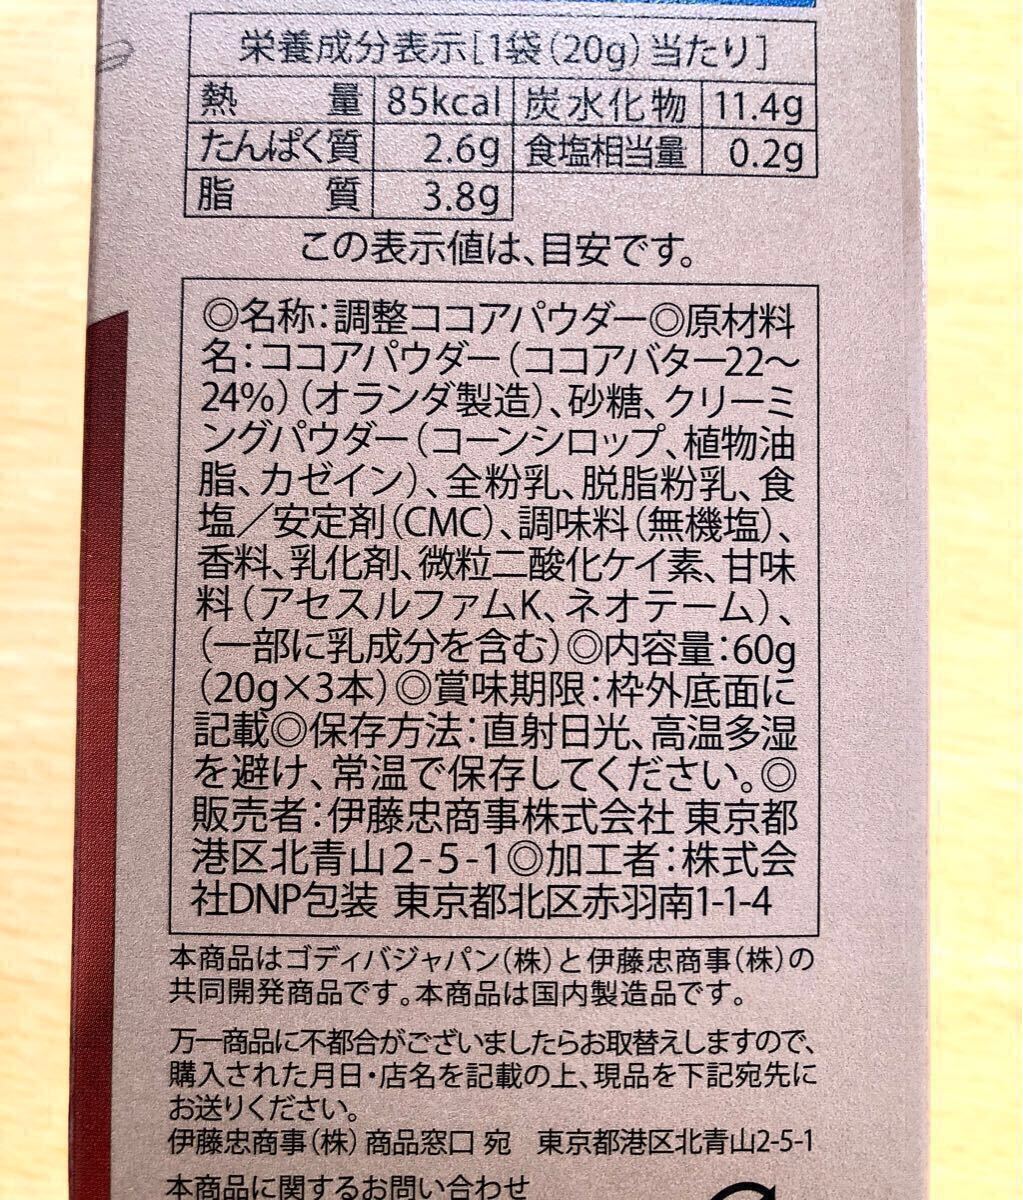 栄養成分表示[1袋(20g)当たり]
熱量 85kcal 炭水化物 11.4g
たんぱく質 2.6g 食塩相当量 0.2g
脂質 3.8g
この表示値は、目安です。
◎名称:調整ココアパウダー◎原材料
名:ココアパウダー(ココアバター22〜
24%)(オランダ製造)、砂糖、クリーミ
ングパウダー(コーンシロップ、植物油
脂、カゼイン)、全粉乳、脱脂粉乳、食
塩/安定剤(CMC)、調味料(無機塩)、
香料、乳化剤、微粒二酸化ケイ素、甘味
料(アセスルファムK、ネオテーム)、
(一部に乳成分を含む)◎内容量:60g
(20g×3本)◎賞味期限:枠外底面に
記載◎保存方法:直射日光、高温多湿
を避け、常温で保存してください。◎
販売者:伊藤忠商事株式会社 東京都
港区北青山2-5-1◎加工者:株式会
社DNP包装 東京都北区赤羽南1-1-4
本商品はゴディバジャパン(株)と伊藤忠商事(株)の
共同開発商品です。本商品は国内製造品です。
万一商品に不都合がございましたらお取替えしますので、
購入された月日・店名を記載の上、現品を下記宛先に
お送りください。
伊藤忠商事(株)商品窓口 宛 東京都港区北青山2-5-1
本商品に関するお問い合わせ